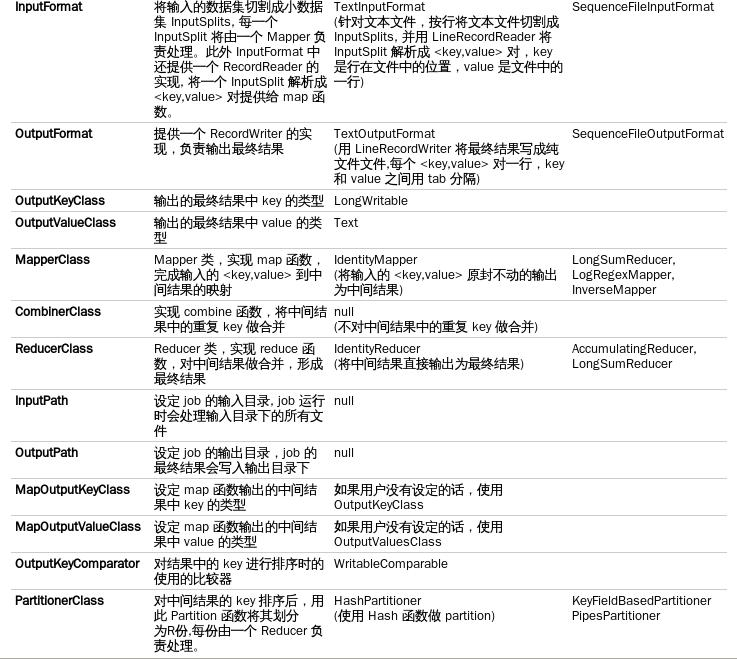 InputFormat
将输入的数据集切割成小数据
集 InputSplits, 每一个
InputSplit 将由一个 Mapper 负
责处理。此外 InputFormat 中
还提供一个 RecordReader 的
实现, 将一个 InputSplit 解析成
<key,value> 对提供给 map 函
数。
TextInputFormat
(针对文本文件，按行将文本文件切割成
InputSplits, 并用 LineRecordReader 将
InputSplit 解析成 <key,value> 对，key
是行在文件中的位置，value 是文件中的
一行)
SequenceFileInputFormat
OutputFormat
提供一个 RecordWriter 的实
现，负责输出最终结果
TextOutputFormat
(用 LineRecordWriter 将最终结果写成纯
文件文件,每个 <key,value> 对一行，key
和 value 之间用 tab 分隔)
SequenceFileOutputFormat
OutputKeyClass
输出的最终结果中 key 的类型
LongWritable
OutputValueClass
输出的最终结果中 value 的类
型
Text
MapperClass
Mapper 类，实现 map 函数，
完成输入的 <key,value> 到中
间结果的映射
IdentityMapper
(将输入的 <key,value> 原封不动的输出
为中间结果)
LongSumReducer,
LogRegexMapper,
InverseMapper
CombinerClass
实现 combine 函数，将中间结
果中的重复 key 做合并
null
(不对中间结果中的重复 key 做合并)
ReducerClass
Reducer 类，实现 reduce 函
数，对中间结果做合并，形成
最终结果
IdentityReducer
(将中间结果直接输出为最终结果)
AccumulatingReducer,
LongSumReducer
InputPath
设定 job 的输入目录, job 运行
时会处理输入目录下的所有文
件
null
OutputPath
设定 job 的输出目录，job 的
最终结果会写入输出目录下
null
MapOutputKeyClass
设定 map 函数输出的中间结
果中 key 的类型
如果用户没有设定的话，使用
OutputKeyClass
MapOutputValueClass
设定 map 函数输出的中间结
果中 value 的类型
如果用户没有设定的话，使用
OutputValuesClass
OutputKeyComparator
对结果中的 key 进行排序时的
使用的比较器
WritableComparable
PartitionerClass
对中间结果的 key 排序后，用
此 Partition 函数将其划分
为R份,每份由一个 Reducer 负
责处理。
HashPartitioner
(使用 Hash 函数做 partition)
KeyFieldBasedPartitioner
PipesPartitioner